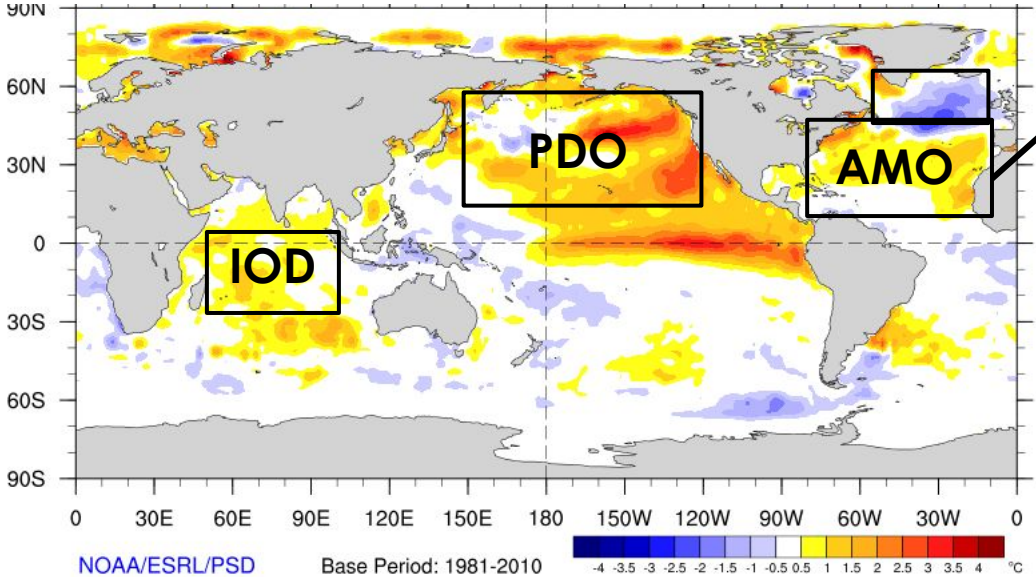 90N
60N
30N
0
30S
60S
90S
PDO
AMO
IOD
0 30E 60E 90E 120E 150E 180 150W 120W 90W 60W 30W 0
NOAA/ESRL/PSD Base Period: 1981-2010
-4 -3.5 -3 -2.5 -2 -1.5 -1 -0.5 0.5 1 1.5 2 2.5 3 3.5 4 °C